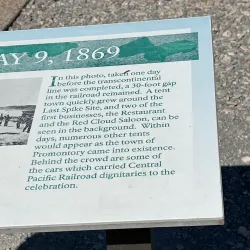 AY 9, 1869
In this photo, taken one day
before the transcontinental
line was completed, a 30-foot gap
in the railroad remained. A tent
town quickly grew around the
Last Spike Site, and two of the
first businesses, the Restaurant
and the Red Cloud Saloon, can be
seen in the background. Within
days, numerous other tents
would appear as the town of
Promontory came into existence.
Behind the crowd are some of
the cars which carried Central
Pacific Railroad dignitaries to the
celebration.